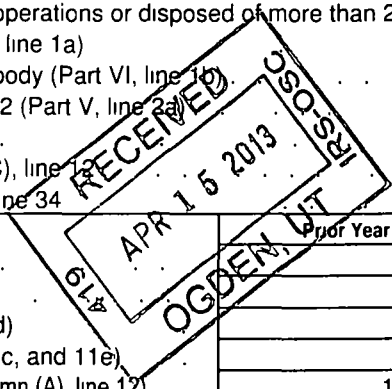 operations or disposed of more than 2
line 1a)
body (Part VI, line 1b)
2 (Part V, line 2a)
), line 12
ne 34
RECEIVED
IRS-OSC
APR 15 2013
419
OGDEN, UT
Prior Year
d)
c, and 11e)
mn (A), line 12)